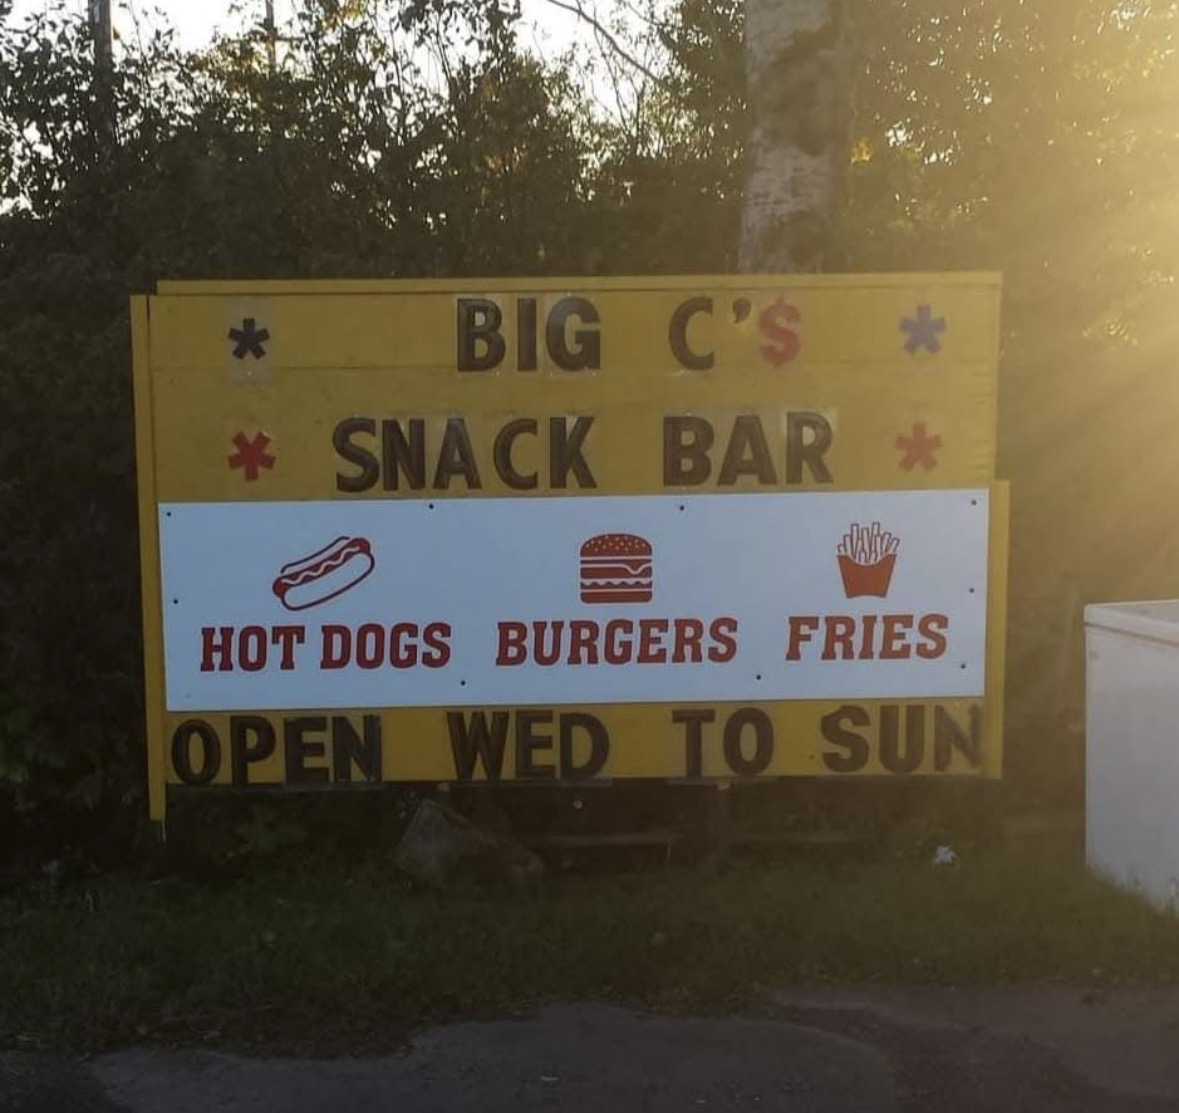 * BIG C'$ *
* SNACK BAR *
HOT DOGS BURGERS FRIES
OPEN WED TO SUN